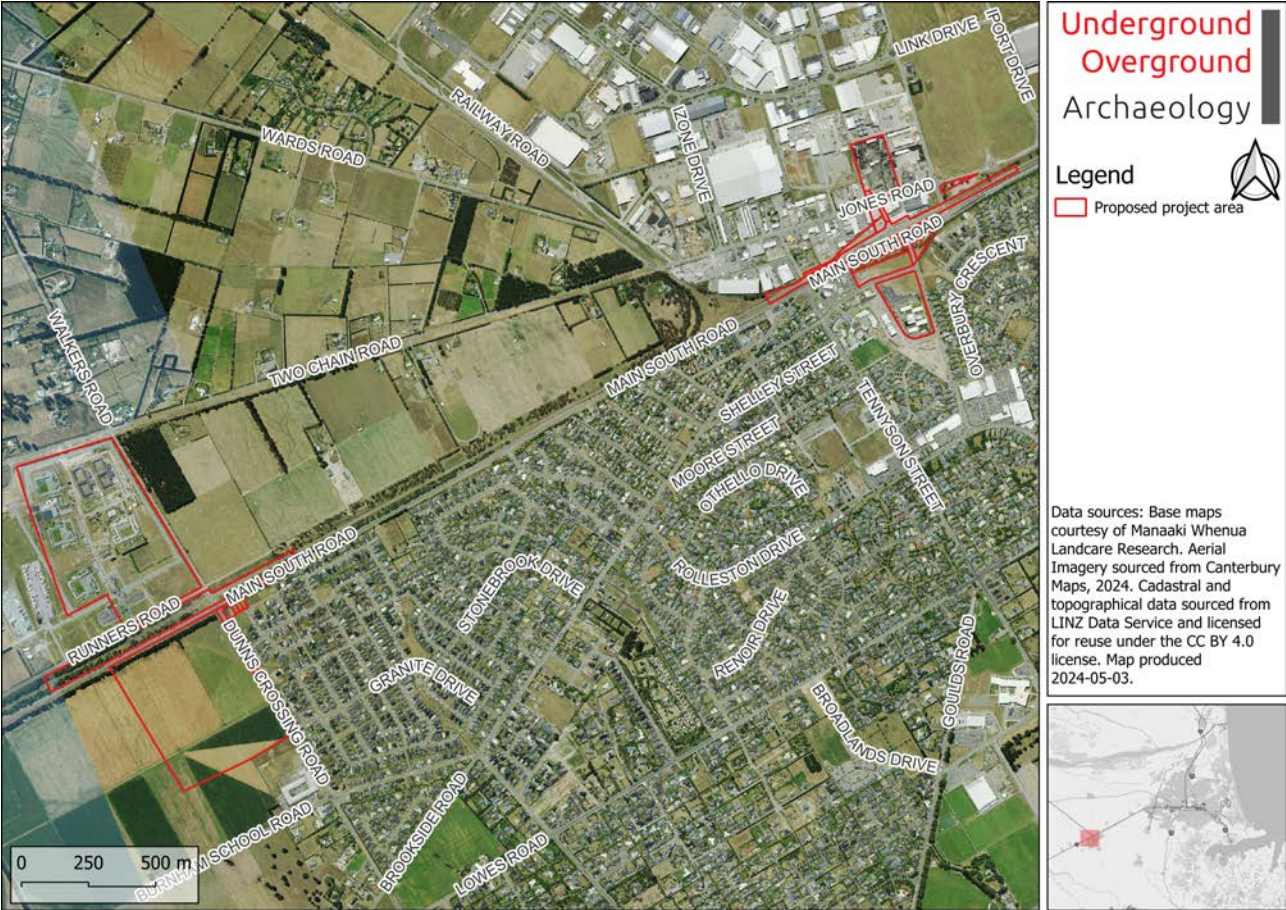 LINK DRIVE
IPORT DRIVE
RAILWAY ROAD
IZONE DRIVE
WARDS ROAD
JONES ROAD
MAIN SOUTH ROAD
OVERBURY CRESCENT
WALKERS ROAD
TWO CHAIN ROAD
MAIN SOUTH ROAD
SHELLEY STREET
TENNYSON STREET
MOORE STREET
OTHELLO DRIVE
MAIN SOUTH ROAD
STONEBROOK DRIVE
ROLLESTON DRIVE
RUNNERS ROAD
DUNNS CROSSING ROAD
RENOIR DRIVE
GOULDS ROAD
GRANITE DRIVE
BROADLANDS DRIVE
BROOKSIDE ROAD
LOWES ROAD
BURNHAM SCHOOL ROAD
0 250 500 m
Underground
Overground
Archaeology
Legend
Proposed project area
Data sources: Base maps
courtesy of Manaaki Whenua
Landcare Research. Aerial
Imagery sourced from Canterbury
Maps, 2024. Cadastral and
topographical data sourced from
LINZ Data Service and licensed
for reuse under the CC BY 4.0
license. Map produced
2024-05-03.